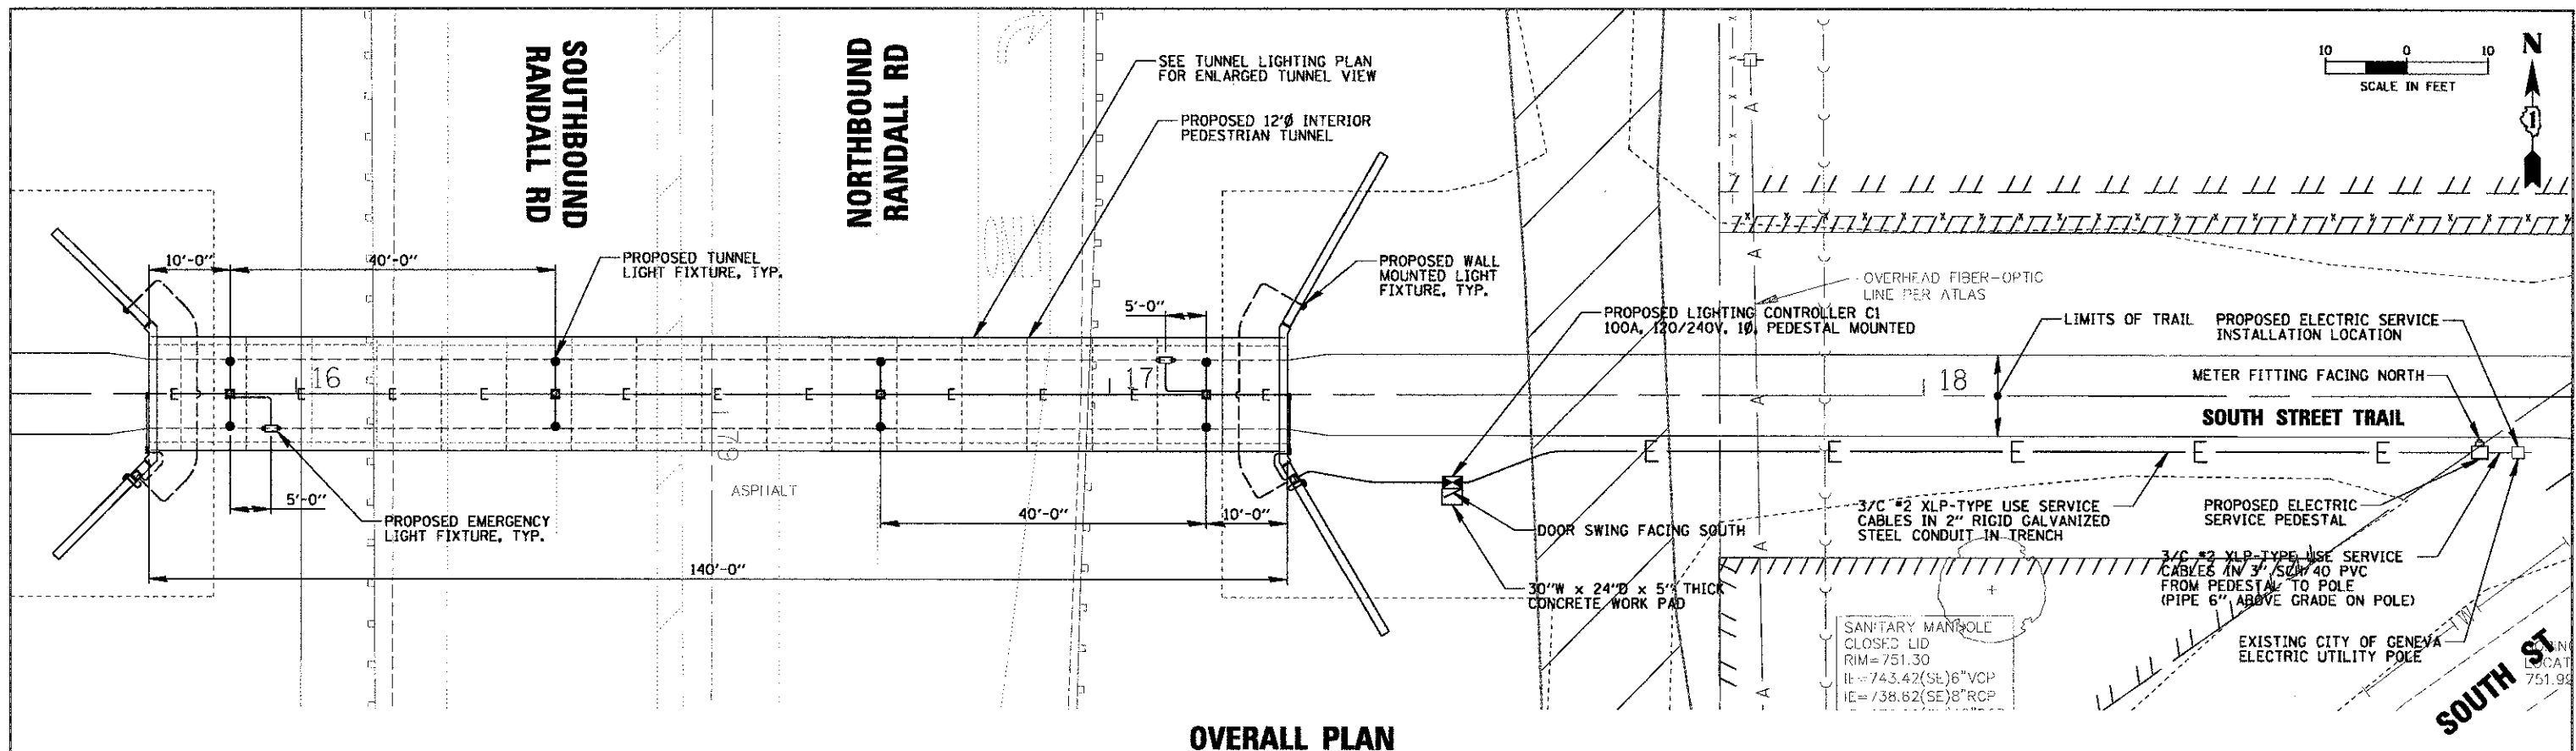 SOUTHBOUND
RANDALL RD
NORTHBOUND
RANDALL RD
SEE TUNNEL LIGHTING PLAN
FOR ENLARGED TUNNEL VIEW
PROPOSED 12'Ø INTERIOR
PEDESTRIAN TUNNEL
10 0 10
SCALE IN FEET
N
1
ONLY
10'-0"
40'-0"
PROPOSED TUNNEL
LIGHT FIXTURE, TYP.
5'-0"
PROPOSED WALL
MOUNTED LIGHT
FIXTURE, TYP.
OVERHEAD FIBER-OPTIC
LINE PER ATLAS
PROPOSED LIGHTING CONTROLLER C1
100A, 120/240V, 1Ø, PEDESTAL MOUNTED
LIMITS OF TRAIL
PROPOSED ELECTRIC SERVICE
INSTALLATION LOCATION
METER FITTING FACING NORTH
16
17
18
SOUTH STREET TRAIL
E E E E E E E E E E E E
E E E E E
A A A A A
ASPHALT
5'-0"
PROPOSED EMERGENCY
LIGHT FIXTURE, TYP.
40'-0"
10'-0"
140'-0"
DOOR SWING FACING SOUTH
30"W x 24"D x 5" THICK
CONCRETE WORK PAD
3/C #2 XLP-TYPE USE SERVICE
CABLES IN 2" RIGID GALVANIZED
STEEL CONDUIT IN TRENCH
PROPOSED ELECTRIC
SERVICE PEDESTAL
3/C #2 XLP-TYPE USE SERVICE
CABLES IN 3" SCH 40 PVC
FROM PEDESTAL TO POLE
(PIPE 6" ABOVE GRADE ON POLE)
SANITARY MANHOLE
CLOSED LID
RIM=751.30
IE=743.42(SE)6"VCP
IE=738.62(SE)8"RCP
EXISTING CITY OF GENEVA
ELECTRIC UTILITY POLE
W
SOUTH ST
OVERALL PLAN